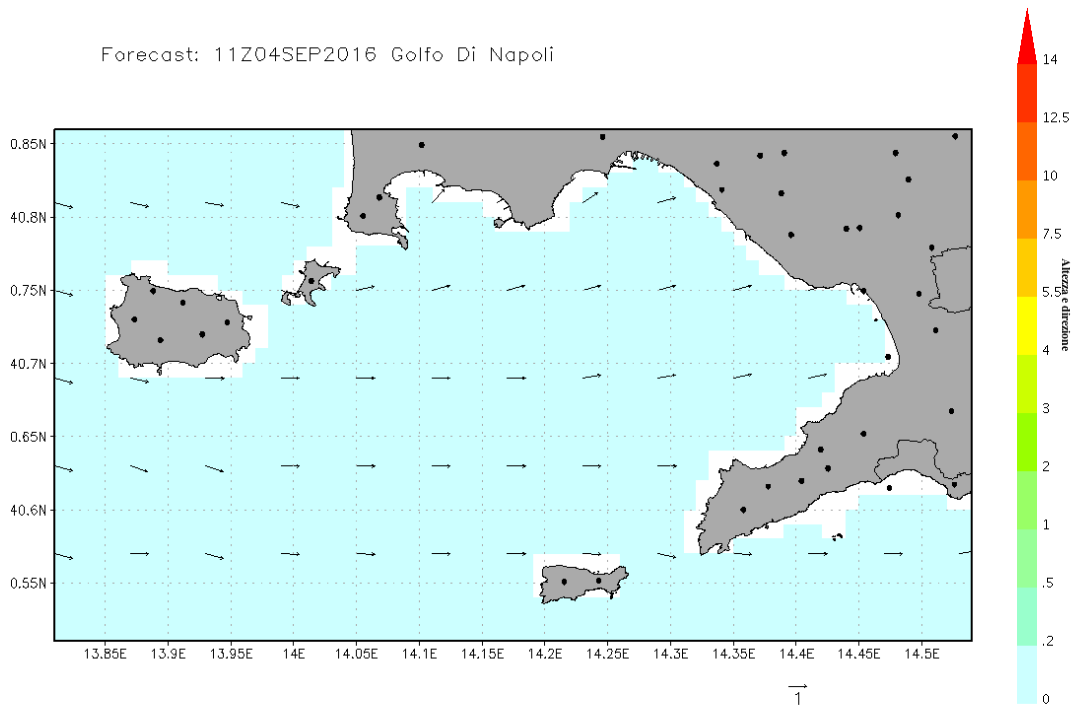 Forecast: 11Z04SEP2016 Golfo Di Napoli
14
12.5
10
7.5
5.5
4
3
2
1
.5
.2
0
Altezza e direzione
0.85N
40.8N
0.75N
40.7N
0.65N
40.6N
0.55N
13.85E 13.9E 13.95E 14E 14.05E 14.1E 14.15E 14.2E 14.25E 14.3E 14.35E 14.4E 14.45E 14.5E
1